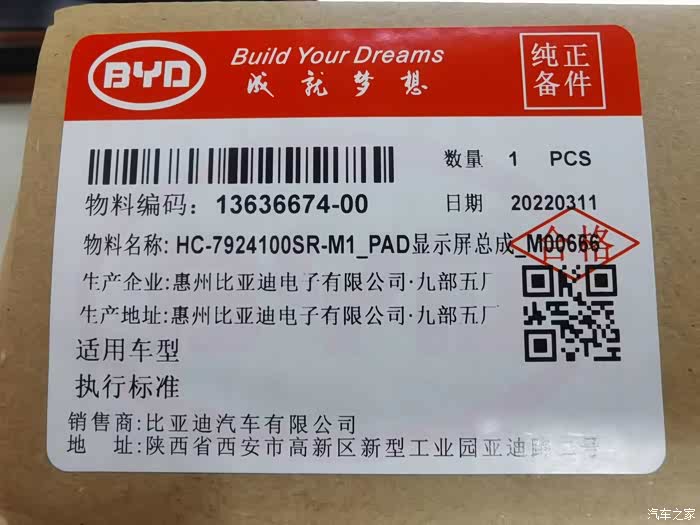 BYD
Build Your Dreams
成就梦想
纯正
备件
数量 1 PCS
物料编码: 13636674-00
日期 20220311
物料名称: HC-7924100SR-M1_PAD显示屏总成_M00666
合格
生产企业:惠州比亚迪电子有限公司·九部五厂
生产地址:惠州比亚迪电子有限公司·九部五厂
适用车型
执行标准
销售商:比亚迪汽车有限公司
地 址:陕西省西安市高新区新型工业园亚迪路二号
汽车之家